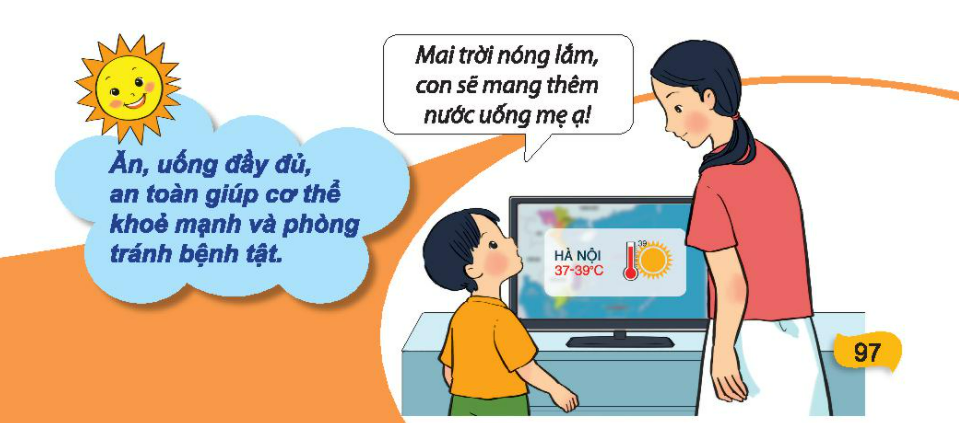 Mai trời nóng lắm,
con sẽ mang thêm
nước uống mẹ ạ!
Ăn, uống đầy đủ,
an toàn giúp cơ thể
khoẻ mạnh và phòng
tránh bệnh tật.
HÀ NỘI
37-39°C
39
97